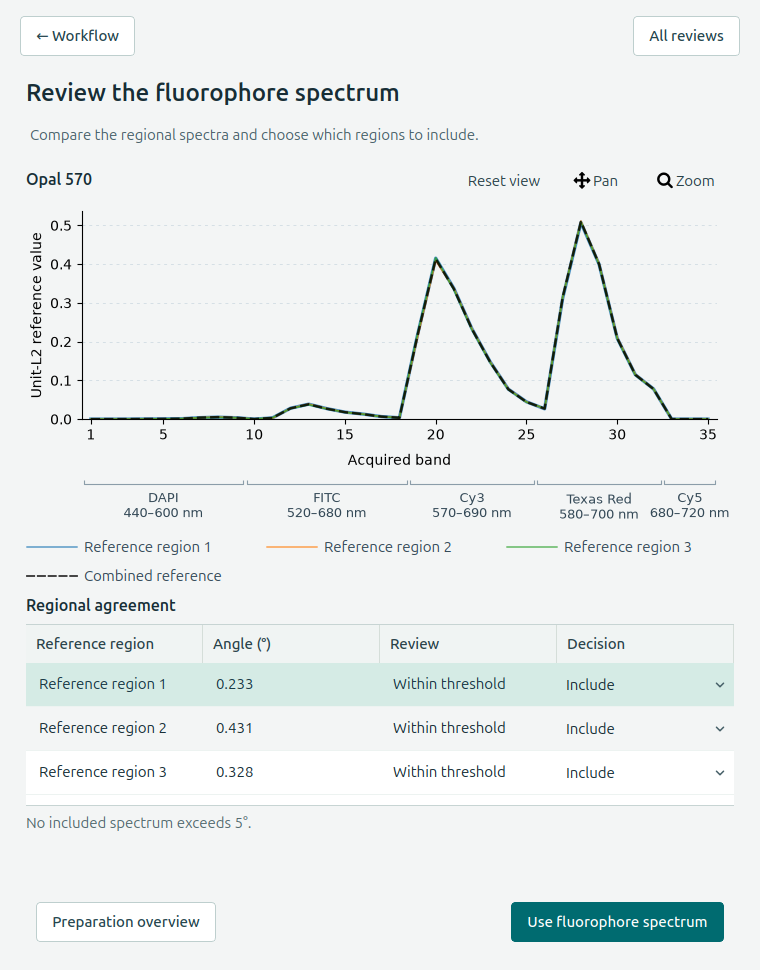 ← Workflow
All reviews
Review the fluorophore spectrum
Compare the regional spectra and choose which regions to include.
Opal 570
Reset view
Pan
Zoom
Unit-L2 reference value
0.5
0.4
0.3
0.2
0.1
0.0
1 5 10 15 20 25 30 35
Acquired band
DAPI
440–600 nm
FITC
520–680 nm
Cy3
570–690 nm
Texas Red
580–700 nm
Cy5
680–720 nm
Reference region 1
Reference region 2
Reference region 3
Combined reference
Regional agreement
Reference region Angle (°) Review Decision
Reference region 1 0.233 Within threshold Include
Reference region 2 0.431 Within threshold Include
Reference region 3 0.328 Within threshold Include
No included spectrum exceeds 5°.
Preparation overview
Use fluorophore spectrum